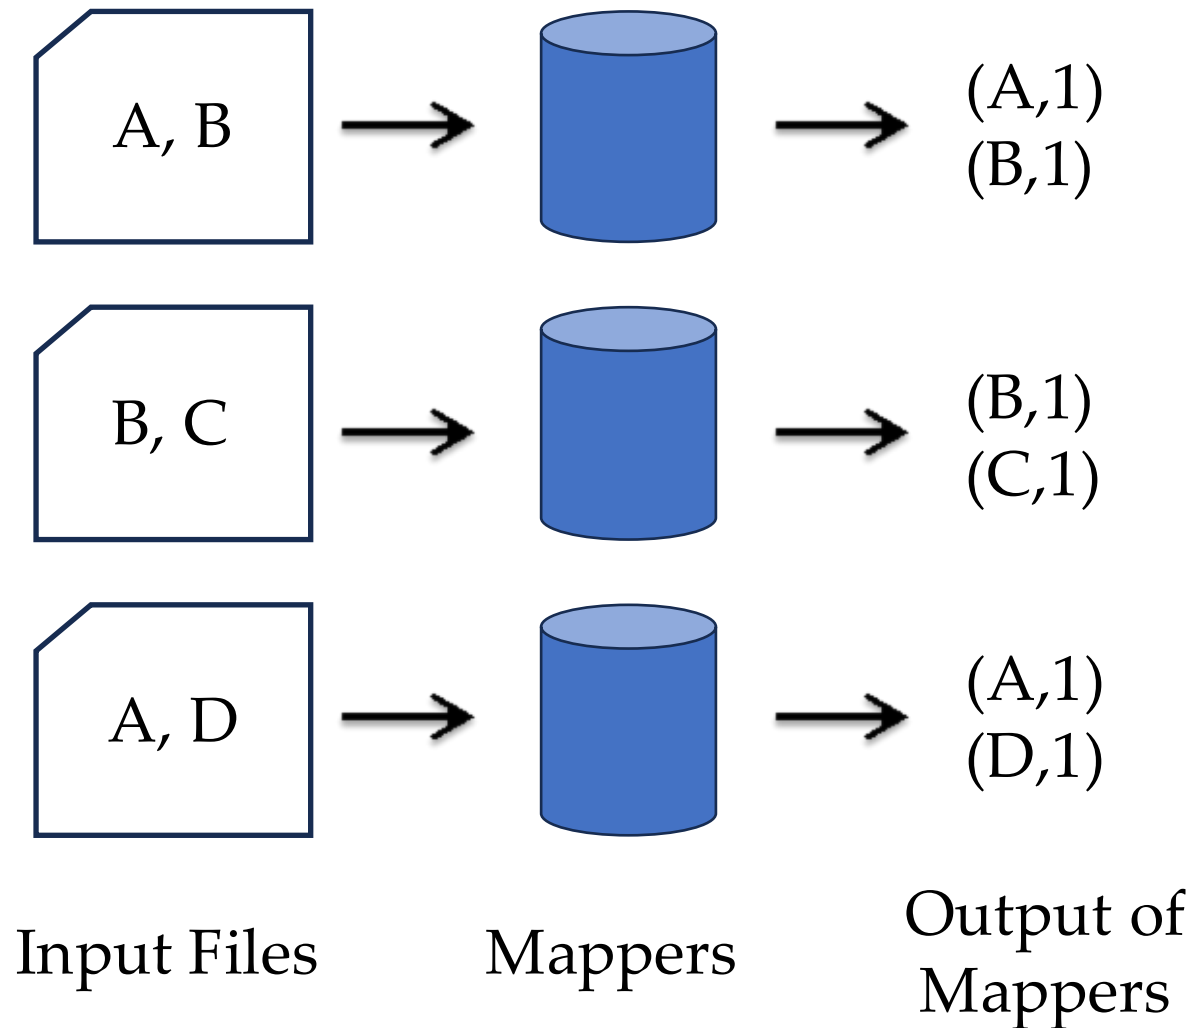 A, B
(A,1)
(B,1)
B, C
(B,1)
(C,1)
A, D
(A,1)
(D,1)
Input Files
Mappers
Output of
Mappers